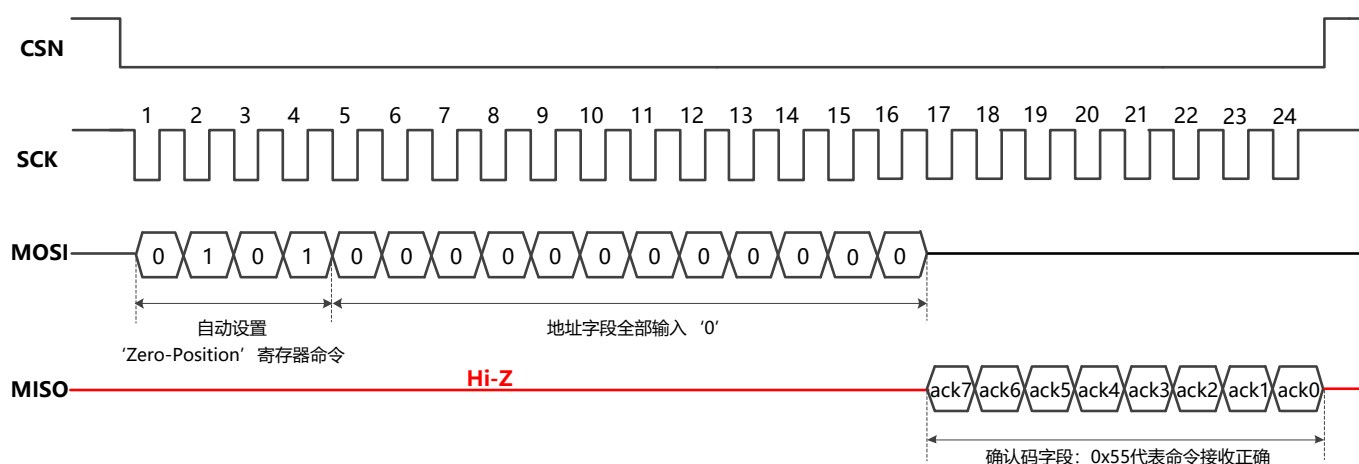 CSN
1 2 3 4 5 6 7 8 9 10 11 12 13 14 15 16 17 18 19 20 21 22 23 24
SCK
MOSI 0 1 0 1 0 0 0 0 0 0 0 0 0 0 0 0
自动设置
‘Zero-Position’寄存器命令
地址字段全部输入 ‘0’
Hi-Z
MISO ack7 ack6 ack5 ack4 ack3 ack2 ack1 ack0
确认码字段：0x55代表命令接收正确